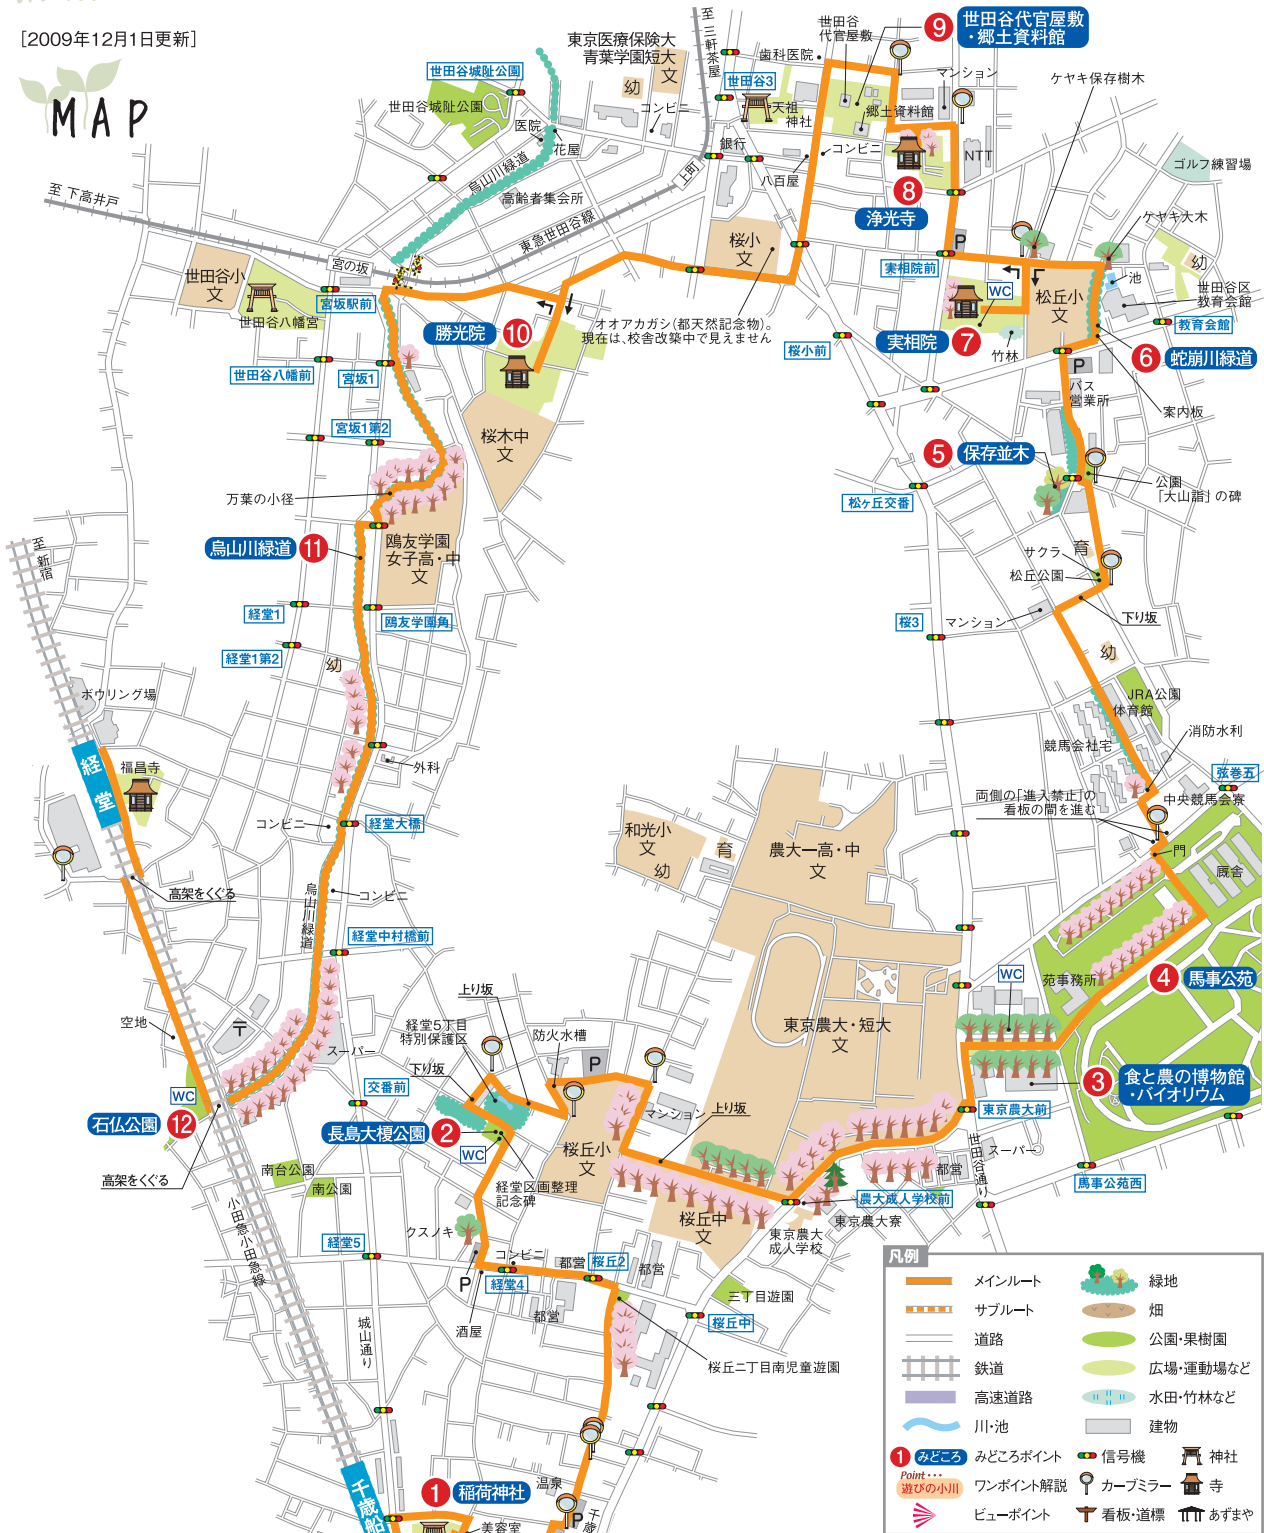 [2009年12月1日更新]
MAP
至 三軒茶屋
世田谷
代官屋敷
9
世田谷代官屋敷
・郷土資料館
東京医療保険大
青葉学園短大
文
幼
歯科医院
マンション
ケヤキ保存樹木
世田谷城址公園
世田谷城址公園
世田谷3
コンビニ
天祖
神社
郷土資料館
医院
花屋
銀行
コンビニ
NTT
ゴルフ練習場
烏山川緑道
上町
八百屋
8
浄光寺
至 下高井戸
高齢者集会所
東急世田谷線
ケヤキ大木
桜小
文
P
宮の坂
世田谷小
文
実相院前
幼
池
世田谷区
教育会館
WC
松丘小
文
宮坂駅前
世田谷八幡宮
勝光院
10
オオアカガシ(都天然記念物)。
現在は、校舎改築中で見えません
桜小前
実相院
7
竹林
教育会館
6
蛇崩川緑道
世田谷八幡前
宮坂1
P
バス
営業所
案内板
宮坂1第2
桜木中
文
5
保存並木
公園
「大山詣」の碑
万葉の小径
松ヶ丘交番
至 新宿
烏山川緑道
11
鴎友学園
女子高・中
文
育
サクラ
松丘公園
経堂1
鴎友学園角
桜3
マンション
下り坂
経堂1第2
幼
幼
ボウリング場
JRA公園
体育館
消防水利
競馬会社宅
経堂
福昌寺
外科
弦巻五
両側の「進入禁止」の
看板の間を進む
中央競馬会寮
コンビニ
経堂大橋
和光小
文
幼
育
農大一高・中
文
門
厩舎
高架をくぐる
烏山川緑道
コンビニ
経堂中村橋前
WC
苑事務所
4
馬事公苑
上り坂
空地
〒
経堂5丁目
特別保護区
防火水槽
東京農大・短大
文
スーパー
下り坂
P
3
食と農の博物館
・バイオリウム
WC
交番前
石仏公園
12
長島大榎公園
2
マンション
上り坂
東京農大前
WC
桜丘小
文
世田谷通り
スーパー
南台公園
高架をくぐる
南公園
経堂区画整理
記念碑
都営
馬事公苑西
農大成人学校前
小田急小田急線
クスノキ
桜丘中
文
東京農大
成人学校
東京農大寮
経堂5
コンビニ
都営
桜丘2
都営
P
経堂4
三丁目遊園
城山通り
酒屋
都営
桜丘中
桜丘二丁目南児童遊園
千歳船
1
稲荷神社
温泉
美容室
P
千歳
凡例
メインルート
緑地
サブルート
畑
道路
公園・果樹園
鉄道
広場・運動場など
高速道路
水田・竹林など
川・池
建物
1 みどころ みどころポイント
信号機
神社
Point・・・
遊びの小川
ワンポイント解説
カーブミラー
寺
ビューポイント
看板・道標
あずまや